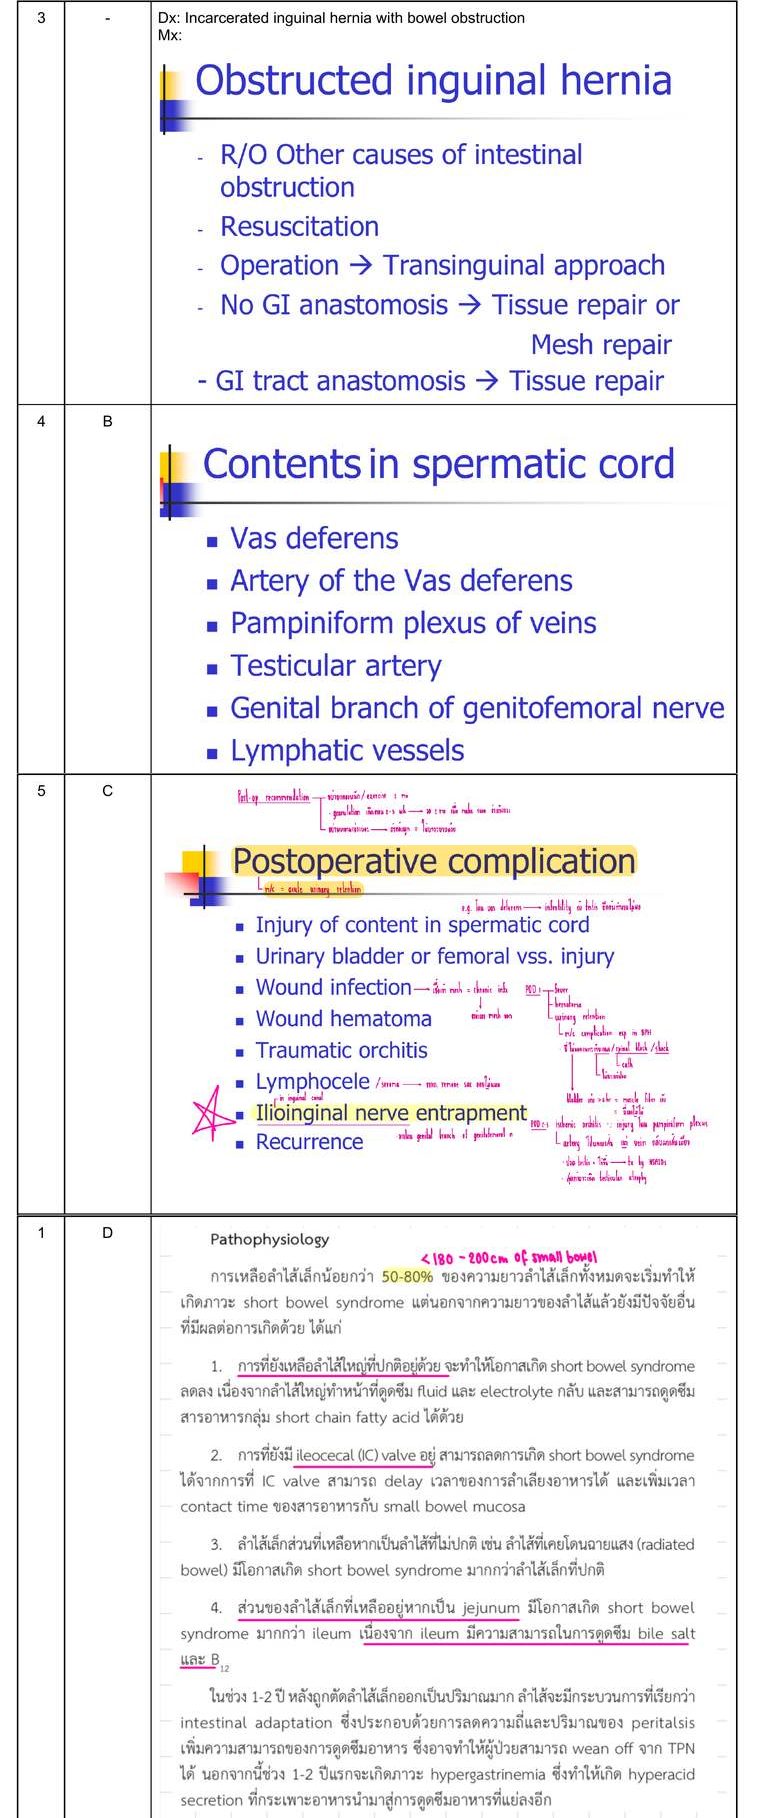 3 - Dx: Incarcerated inguinal hernia with bowel obstruction
Mx:
Obstructed inguinal hernia
- R/O Other causes of intestinal
obstruction
- Resuscitation
- Operation → Transinguinal approach
- No GI anastomosis → Tissue repair or
Mesh repair
- GI tract anastomosis → Tissue repair
4 B
Contents in spermatic cord
■ Vas deferens
■ Artery of the Vas deferens
■ Pampiniform plexus of veins
■ Testicular artery
■ Genital branch of genitofemoral nerve
■ Lymphatic vessels
5 C
Post-op recommendation
Postoperative complication
m/c = acute urinary retention
■ Injury of content in spermatic cord
■ Urinary bladder or femoral vss. injury
■ Wound infection
■ Wound hematoma
■ Traumatic orchitis
■ Lymphocele
in inguinal canal
■ Ilioinginal nerve entrapment
■ Recurrence
1 D
Pathophysiology
<180 - 200cm of small bowel
การเหลือลำไส้เล็กน้อยกว่า 50-80% ของความยาวลำไส้เล็กทั้งหมดจะเริ่มทำให้
เกิดภาวะ short bowel syndrome แต่นอกจากความยาวของลำไส้แล้วยังมีปัจจัยอื่น
ที่มีผลต่อการเกิดด้วย ได้แก่
1. การที่ยังเหลือลำไส้ใหญ่ที่ปกติอยู่ด้วย จะทำให้โอกาสเกิด short bowel syndrome
ลดลง เนื่องจากลำไส้ใหญ่ทำหน้าที่ดูดซึม fluid และ electrolyte กลับ และสามารถดูดซึม
สารอาหารกลุ่ม short chain fatty acid ได้ด้วย
2. การที่ยังมี ileocecal (IC) valve อยู่ สามารถลดการเกิด short bowel syndrome
ได้จากการที่ IC valve สามารถ delay เวลาของการลำเลียงอาหารได้ และเพิ่มเวลา
contact time ของสารอาหารกับ small bowel mucosa
3. ลำไส้เล็กส่วนที่เหลือหากเป็นลำไส้ที่ไม่ปกติ เช่น ลำไส้ที่เคยโดนฉายแสง (radiated
bowel) มีโอกาสเกิด short bowel syndrome มากกว่าลำไส้เล็กที่ปกติ
4. ส่วนของลำไส้เล็กที่เหลืออยู่หากเป็น jejunum มีโอกาสเกิด short bowel
syndrome มากกว่า ileum เนื่องจาก ileum มีความสามารถในการดูดซึม bile salt
และ B12
ในช่วง 1-2 ปี หลังถูกตัดลำไส้เล็กออกเป็นปริมาณมาก ลำไส้จะมีกระบวนการที่เรียกว่า
intestinal adaptation ซึ่งประกอบด้วยการลดความถี่และปริมาณของ peritalsis
เพิ่มความสามารถของการดูดซึมอาหาร ซึ่งอาจทำให้ผู้ป่วยสามารถ wean off จาก TPN
ได้ นอกจากนี้ช่วง 1-2 ปีแรกจะเกิดภาวะ hypergastrinemia ซึ่งทำให้เกิด hyperacid
secretion ที่กระเพาะอาหารนำมาสู่การดูดซึมอาหารที่แย่ลงอีก